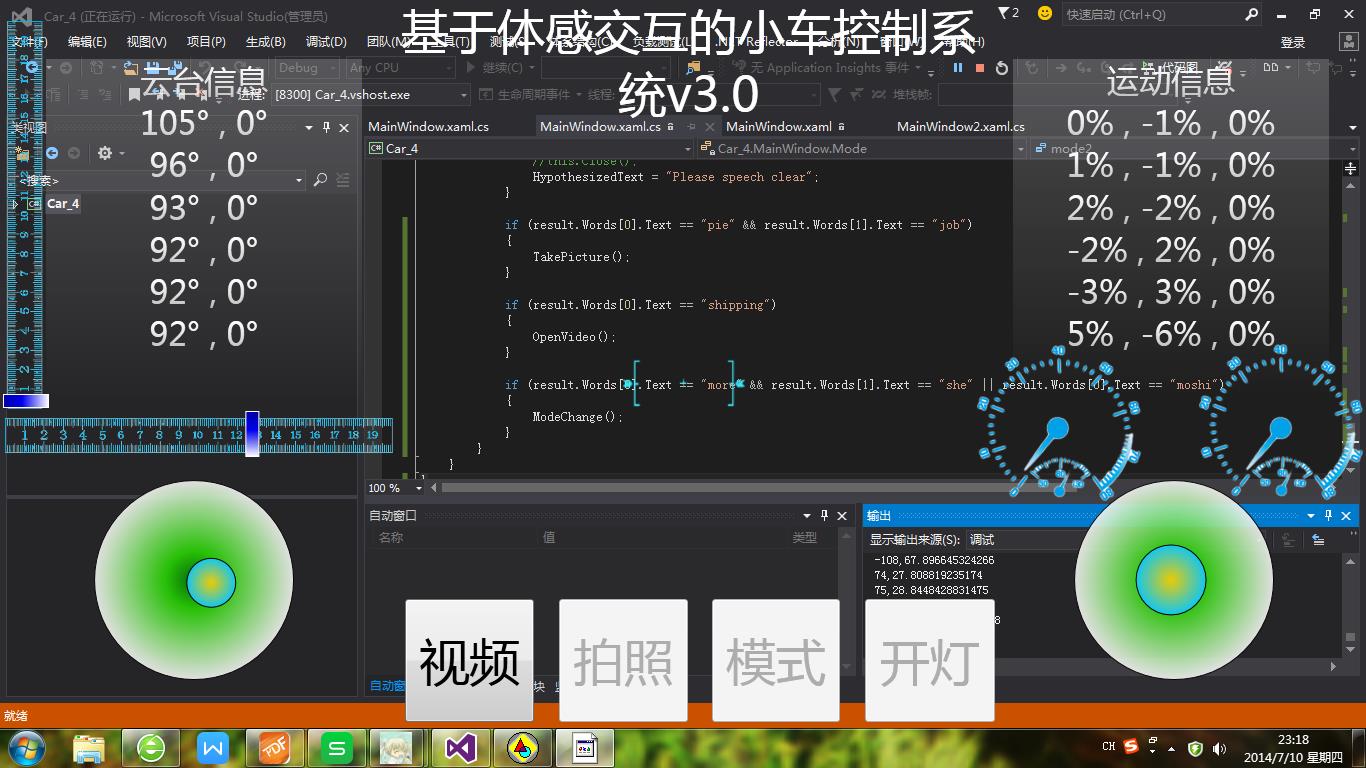 Car_4 (正在运行) - Microsoft Visual Studio(管理员)
基于体感交互的小车控制系
统v3.0
2
快速启动 (Ctrl+Q)
文件(F) 编辑(E) 视图(V) 项目(P) 生成(B) 调试(D) 团队(M)
登录
Debug Any CPU 继续(C) 无 Application Insights 事件 代码图
进程: [8300] Car_4.vshost.exe 生命周期事件 线程: 堆栈帧:
云台信息
105° , 0°
96° , 0°
93° , 0°
92° , 0°
92° , 0°
92° , 0°
运动信息
0% , -1% , 0%
1% , -1% , 0%
2% , -2% , 0%
-2% , 2% , 0%
-3% , 3% , 0%
5% , -6% , 0%
类视图
搜索>
Car_4
MainWindow.xaml.cs MainWindow.xaml.cs MainWindow.xaml MainWindow2.xaml.cs
Car_4 Car_4.MainWindow.Mode mode2
//this.Close();
HypothesizedText = "Please speech clear";
}
if (result.Words[0].Text == "pie" && result.Words[1].Text == "job")
{
TakePicture();
}
if (result.Words[0].Text == "shipping")
{
OpenVideo();
}
&& result.Words[1].Text == "she" || result.Words[0].Text == "moshi")
{
ModeChange();
}
}
}
1 2 3 4 5 6 7 8 9 10 11 12 13 14 15 16 17 18 19
100 %
自动窗口
名称 值 类型
输出
显示输出来源(S): 调试
-108,67.896645324266
74,27.808819235174
75,28.8448428831475
视频 拍照 模式 开灯
就绪
CH
23:18
2014/7/10 星期四